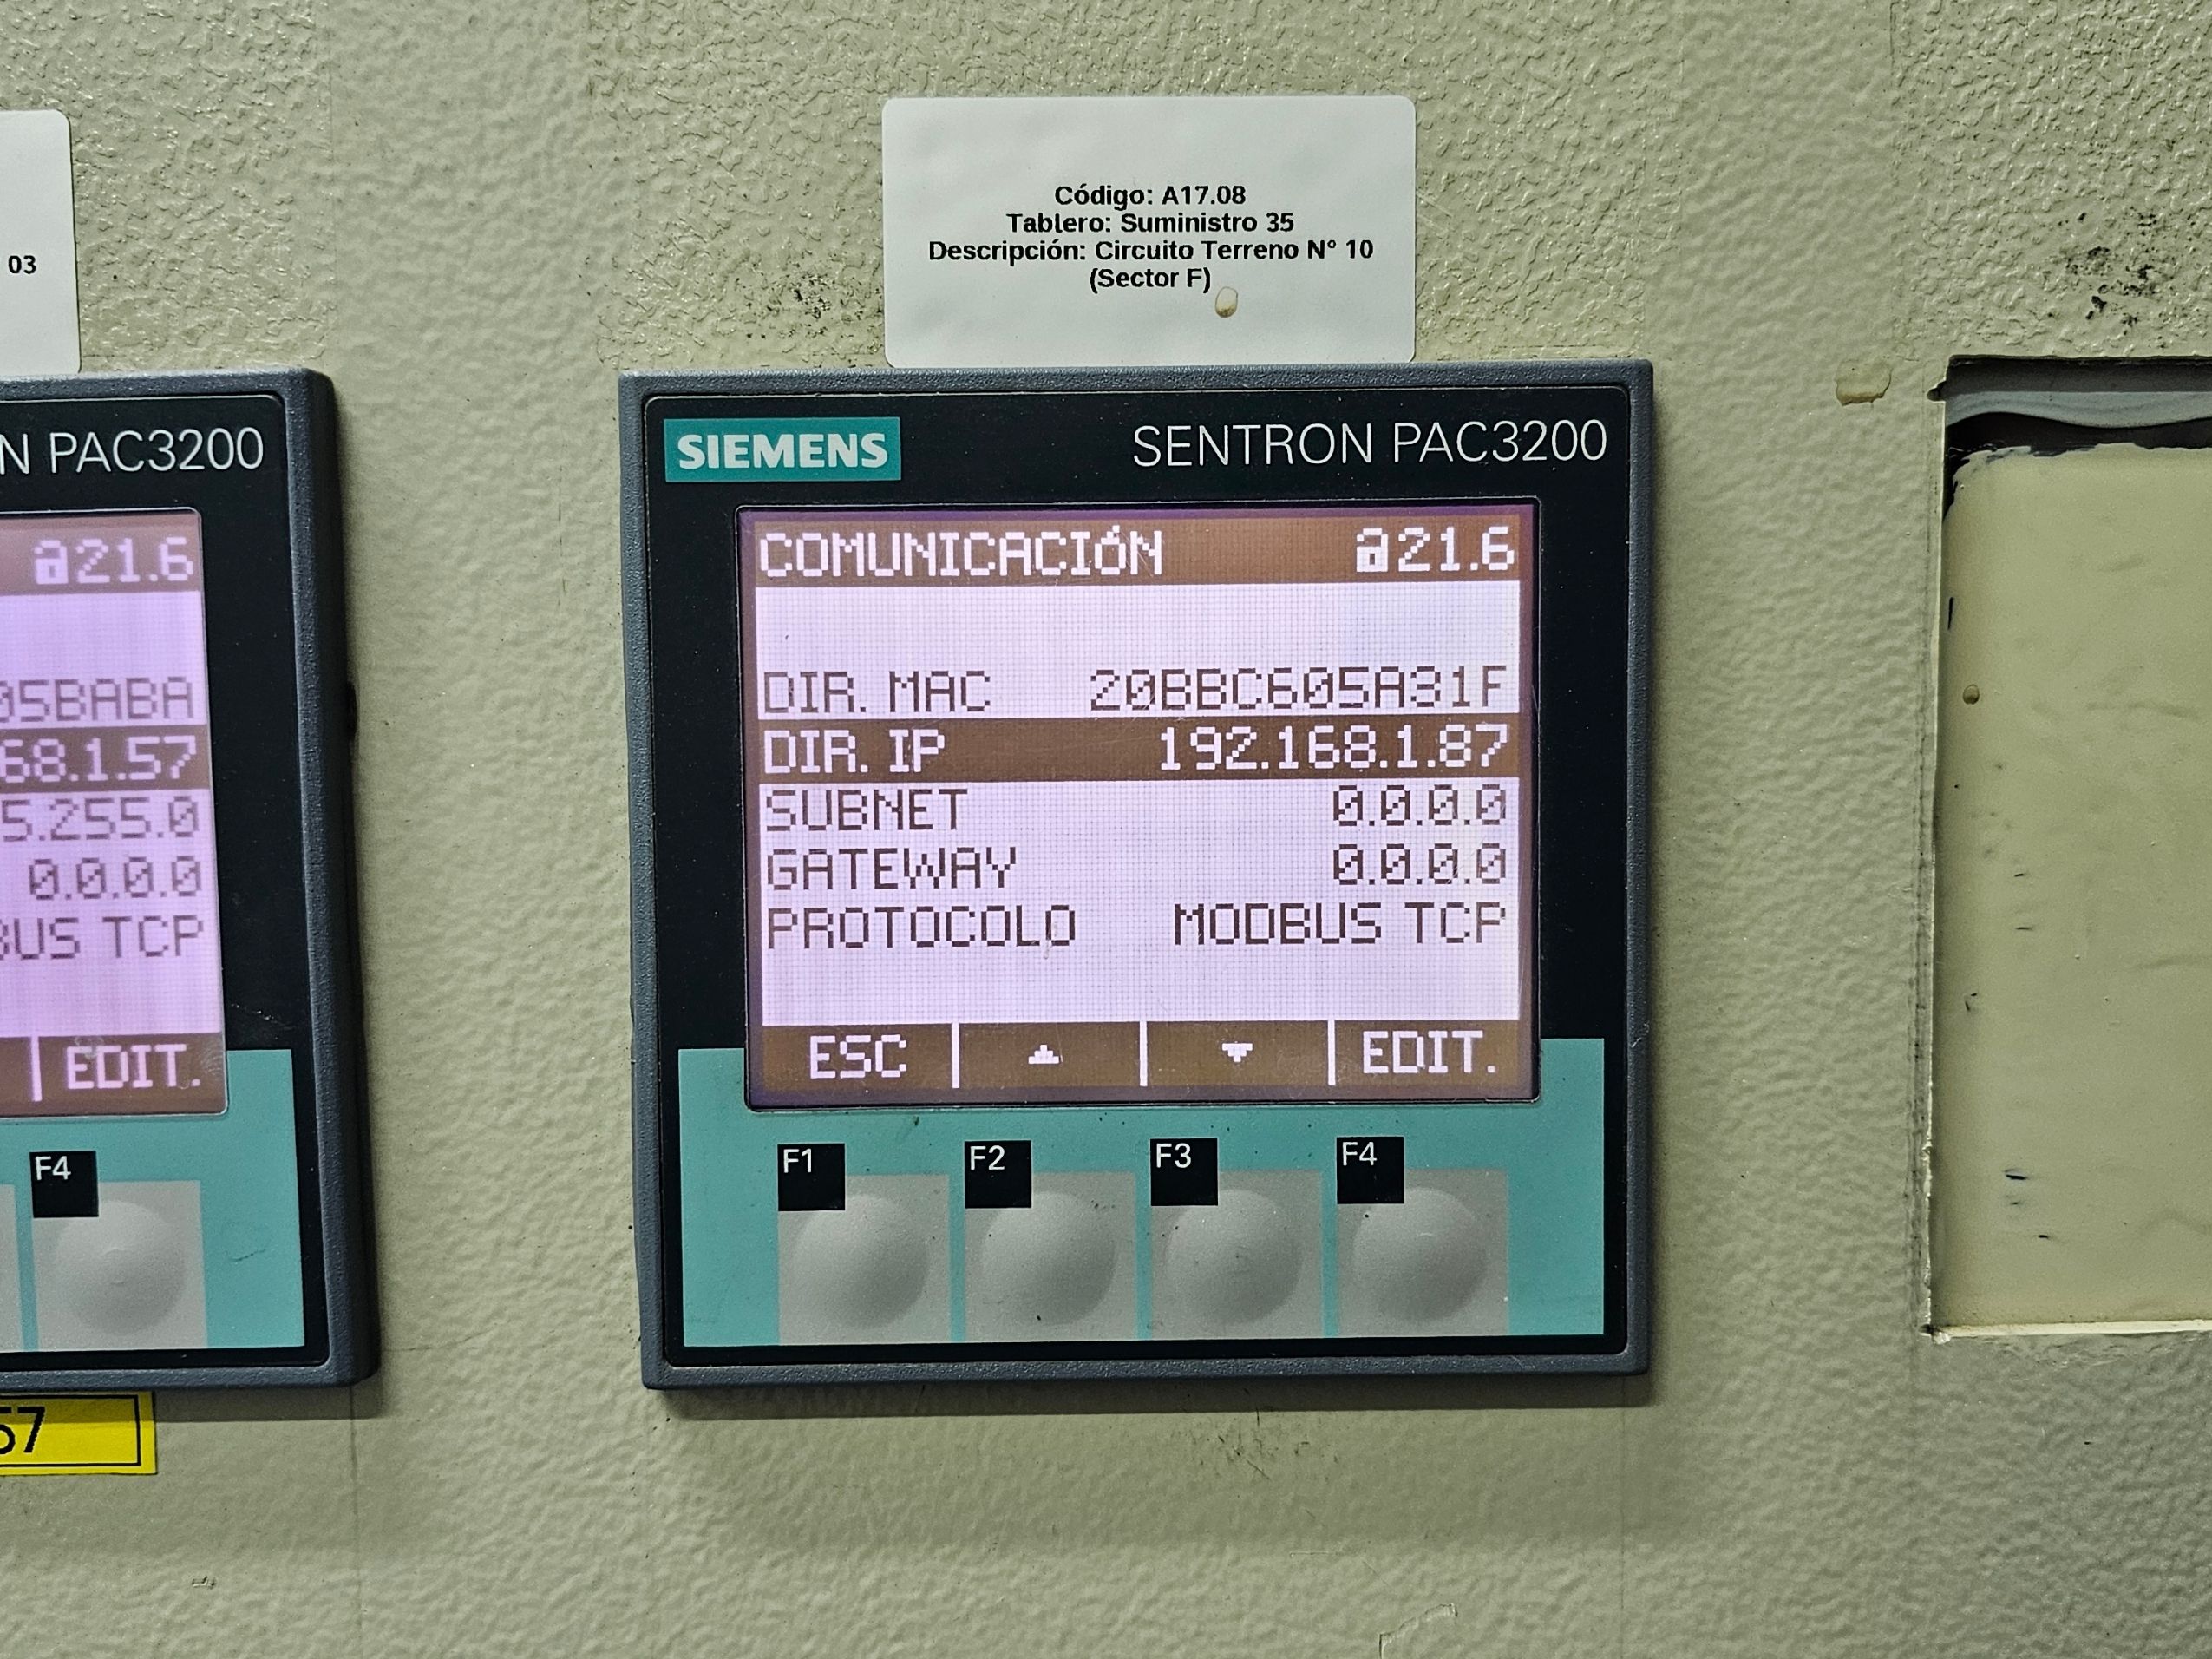 Código: A17.08
Tablero: Suministro 35
Descripción: Circuito Terreno N° 10
(Sector F)
03
N PAC3200
21.6
05BABA
68.1.57
5.255.0
0.0.0.0
BUS TCP
EDIT.
F4
57
SIEMENS
SENTRON PAC3200
COMUNICACIóN 21.6
DIR. MAC 20BBC605A31F
DIR. IP 192.168.1.87
SUBNET 0.0.0.0
GATEWAY 0.0.0.0
PROTOCOLO MODBUS TCP
ESC EDIT.
F1 F2 F3 F4